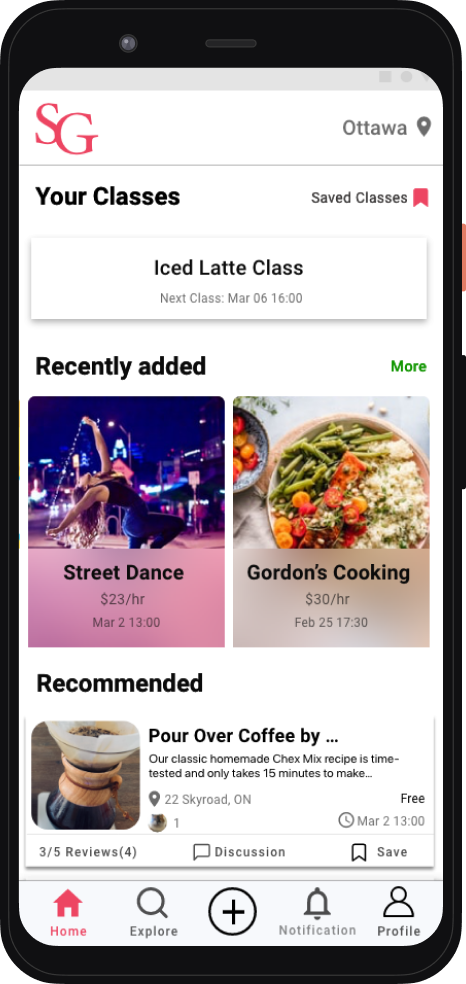 SG
Ottawa
Your Classes
Saved Classes
Iced Latte Class
Next Class: Mar 06 16:00
Recently added
More
Street Dance
$23/hr
Mar 2 13:00
Gordon's Cooking
$30/hr
Feb 25 17:30
Recommended
Pour Over Coffee by ...
Our classic homemade Chex Mix recipe is time-
tested and only takes 15 minutes to make...
22 Skyroad, ON
Free
1
Mar 2 13:00
3/5 Reviews(4)
Discussion
Save
Home
Explore
Notification
Profile